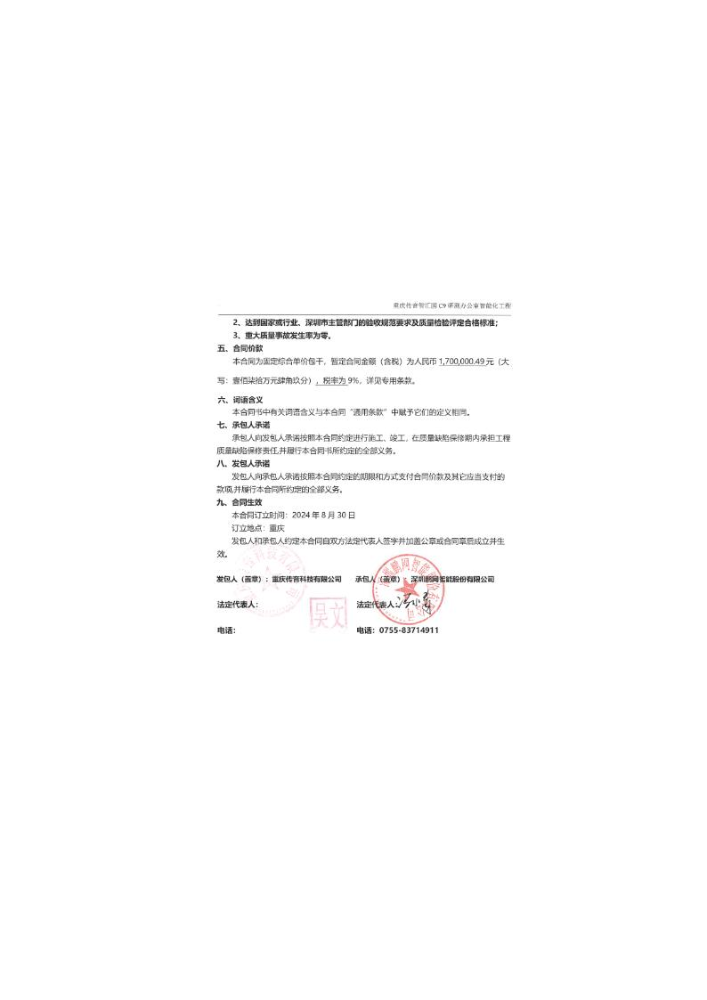 重庆传音智汇园 C9 研测办公室智能化工程
2、达到国家或行业、深圳市主管部门的验收规范要求及质量检验评定合格标准；
3、重大质量事故发生率为零。
五、合同价款
本合同为固定综合单价包干，暂定合同金额（含税）为人民币 1,700,000.49 元（大
写：壹佰柒拾万元肆角玖分），税率为 9%，详见专用条款。
六、词语含义
本合同书中有关词语含义与本合同“通用条款”中赋予它们的定义相同。
七、承包人承诺
承包人向发包人承诺按照本合同约定进行施工、竣工，在质量缺陷保修期内承担工程
质量缺陷保修责任,并履行本合同书所约定的全部义务。
八、发包人承诺
发包人向承包人承诺按照本合同约定的期限和方式支付合同价款及其它应当支付的
款项,并履行本合同所约定的全部义务。
九、合同生效
本合同订立时间：2024 年 8 月 30 日
订立地点：重庆
发包人和承包人约定本合同自双方法定代表人签字并加盖公章或合同章后成立并生
效。
发包人（盖章）：重庆传音科技有限公司 承包人（盖章）：深圳鹏网智能股份有限公司
法定代表人： 法定代表人：
吴文
电话： 电话：0755-83714911